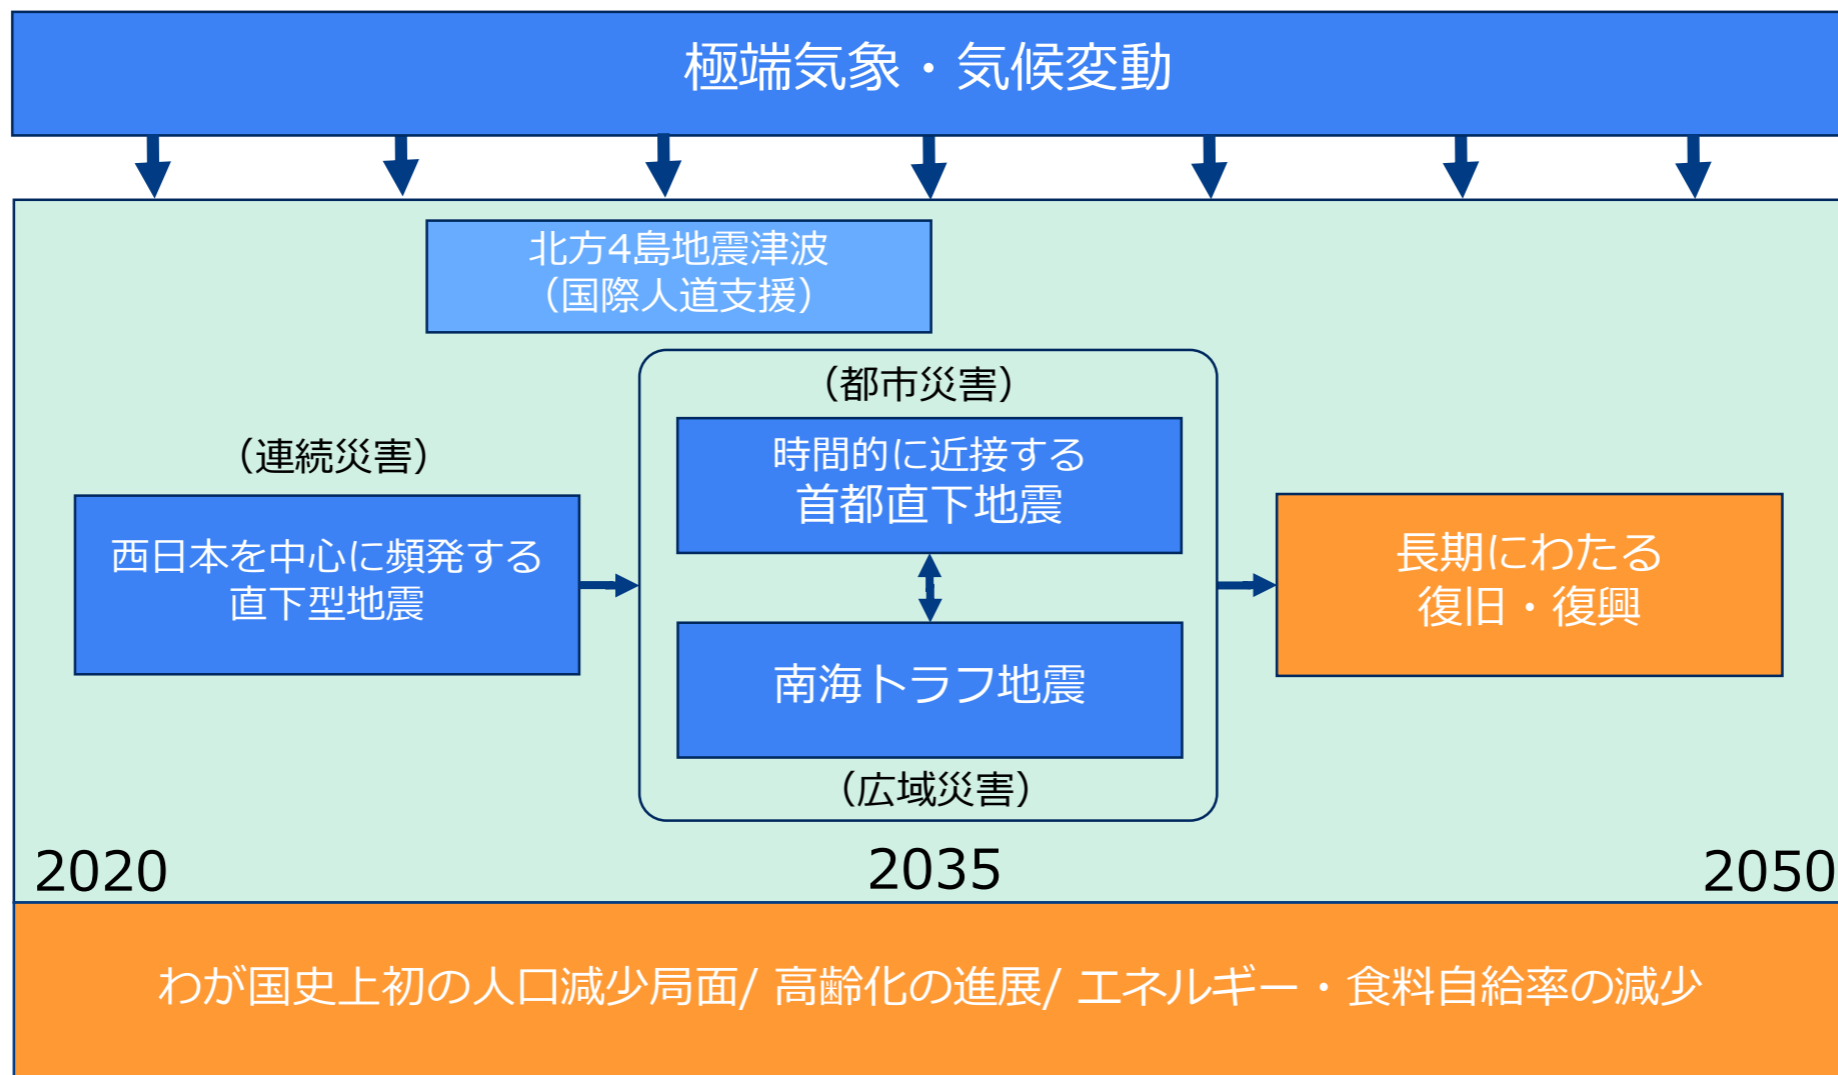 極端気象・気候変動
北方4島地震津波
（国際人道支援）
（都市災害）
時間的に近接する
首都直下地震
（連続災害）
西日本を中心に頻発する
直下型地震
長期にわたる
復旧・復興
南海トラフ地震
（広域災害）
2020
2035
2050
わが国史上初の人口減少局面/ 高齢化の進展/ エネルギー・食料自給率の減少